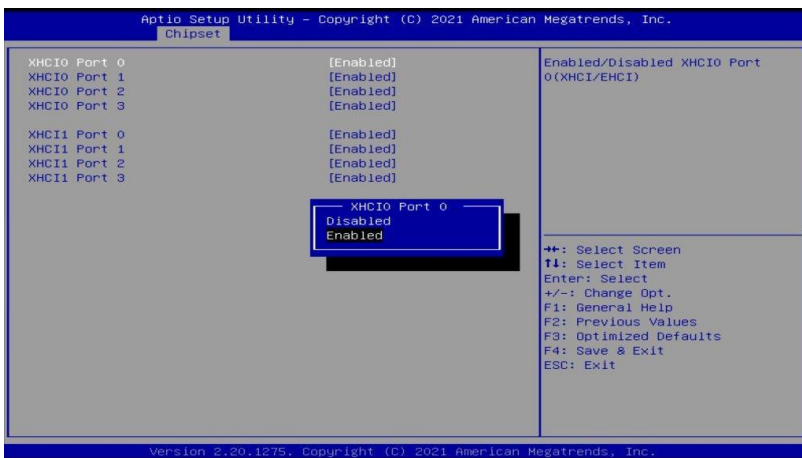 Aptio Setup Utility – Copyright (C) 2021 American Megatrends, Inc.
Chipset
XHCI0 Port 0 [Enabled]
XHCI0 Port 1 [Enabled]
XHCI0 Port 2 [Enabled]
XHCI0 Port 3 [Enabled]
XHCI1 Port 0 [Enabled]
XHCI1 Port 1 [Enabled]
XHCI1 Port 2 [Enabled]
XHCI1 Port 3 [Enabled]
XHCI0 Port 0
Disabled
Enabled
Enabled/Disabled XHCI0 Port
0(XHCI/EHCI)
→←: Select Screen
↑↓: Select Item
Enter: Select
+/-: Change Opt.
F1: General Help
F2: Previous Values
F3: Optimized Defaults
F4: Save & Exit
ESC: Exit
Version 2.20.1275. Copyright (C) 2021 American Megatrends, Inc.